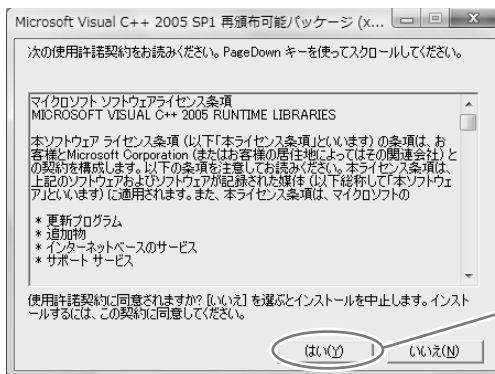 Microsoft Visual C++ 2005 SP1 再頒布可能パッケージ (x...
次の使用許諾契約をお読みください。PageDown キーを使ってスクロールしてください。
マイクロソフト ソフトウェアライセンス条項
MICROSOFT VISUAL C++ 2005 RUNTIME LIBRARIES
本ソフトウェア ライセンス条項 (以下「本ライセンス条項」といいます) の条項は、お
客様とMicrosoft Corporation (またはお客様の居住地によってはその関連会社) と
の契約を構成します。以下の条項を注意してお読みください。本ライセンス条項は、
上記のソフトウェアおよびソフトウェアが記録された媒体 (以下総称して「本ソフトウェ
ア」といいます) に適用されます。また、本ライセンス条項は、マイクロソフトの
* 更新プログラム
* 追加物
* インターネットベースのサービス
* サポート サービス
使用許諾契約に同意されますか? [いいえ] を選ぶとインストールを中止します。インスト
ールするには、この契約に同意してください。
はい(Y)
いいえ(N)